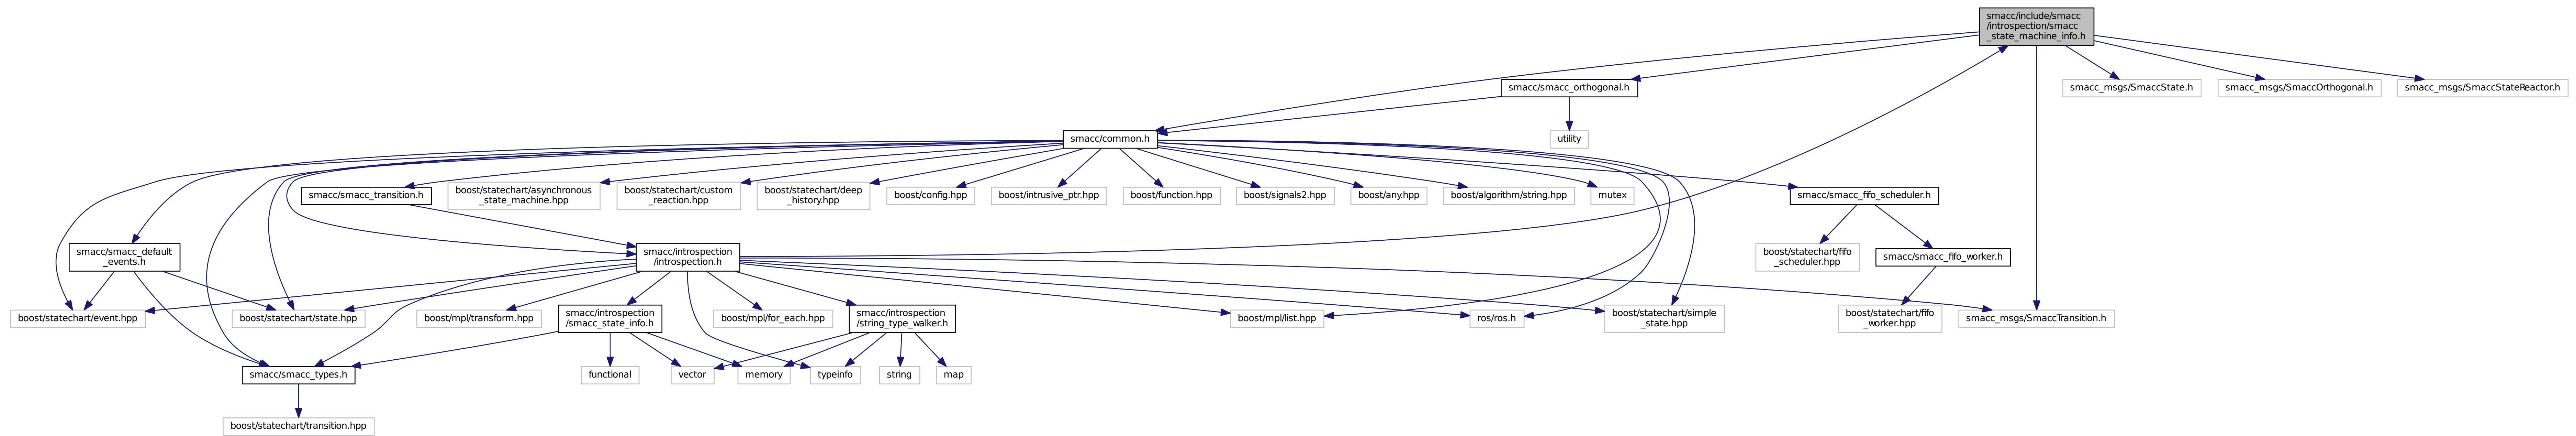 smacc/include/smacc
/introspection/smacc
_state_machine_info.h
smacc/smacc_orthogonal.h
smacc_msgs/SmaccState.h
smacc_msgs/SmaccOrthogonal.h
smacc_msgs/SmaccStateReactor.h
smacc/common.h
utility
smacc/smacc_transition.h
boost/statechart/asynchronous
_state_machine.hpp
boost/statechart/custom
_reaction.hpp
boost/statechart/deep
_history.hpp
boost/config.hpp
boost/intrusive_ptr.hpp
boost/function.hpp
boost/signals2.hpp
boost/any.hpp
boost/algorithm/string.hpp
mutex
smacc/smacc_fifo_scheduler.h
smacc/smacc_default
_events.h
smacc/introspection
/introspection.h
boost/statechart/fifo
_scheduler.hpp
smacc/smacc_fifo_worker.h
boost/statechart/event.hpp
boost/statechart/state.hpp
boost/mpl/transform.hpp
smacc/introspection
/smacc_state_info.h
boost/mpl/for_each.hpp
smacc/introspection
/string_type_walker.h
boost/mpl/list.hpp
ros/ros.h
boost/statechart/simple
_state.hpp
boost/statechart/fifo
_worker.hpp
smacc_msgs/SmaccTransition.h
smacc/smacc_types.h
functional
vector
memory
typeinfo
string
map
boost/statechart/transition.hpp